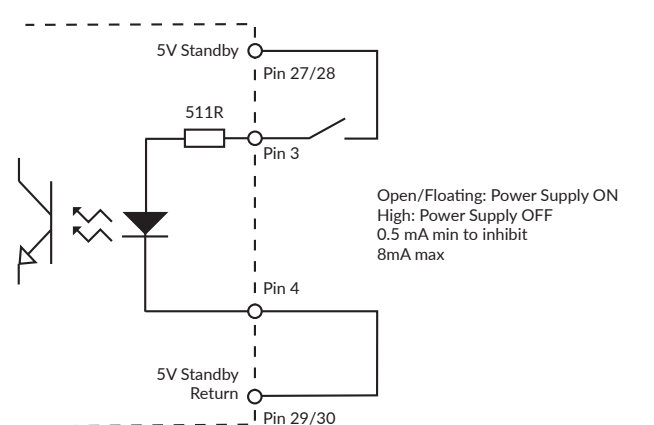 5V Standby
Pin 27/28
511R
Pin 3
Open/Floating: Power Supply ON
High: Power Supply OFF
0.5 mA min to inhibit
8mA max
Pin 4
5V Standby
Return
Pin 29/30